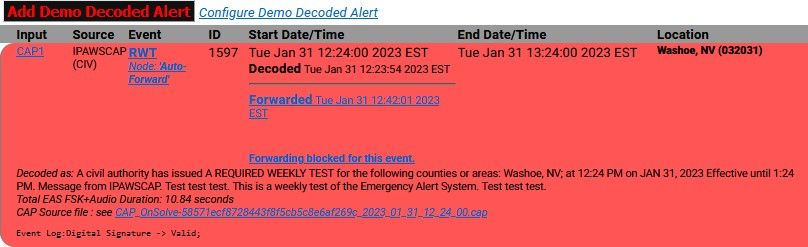 Add Demo Decoded Alert Configure Demo Decoded Alert
Input Source Event ID Start Date/Time End Date/Time Location
CAP1 IPAWSCAP RWT 1597 Tue Jan 31 12:24:00 2023 EST Tue Jan 31 13:24:00 2023 EST Washoe, NV (032031)
(CIV) Node: 'Auto- Decoded Tue Jan 31 12:23:54 2023 EST
Forward'
Forwarded Tue Jan 31 12:42:01 2023
EST
Forwarding blocked for this event.
Decoded as: A civil authority has issued A REQUIRED WEEKLY TEST for the following counties or areas: Washoe, NV; at 12:24 PM on JAN 31, 2023 Effective until 1:24
PM. Message from IPAWSCAP. Test test test. This is a weekly test of the Emergency Alert System. Test test test.
Total EAS FSK+Audio Duration: 10.84 seconds
CAP Source file : see CAP_OnSolve-58571ecf8728443f8f5cb5c8e6af269c_2023_01_31_12_24_00.cap
Event Log:Digital Signature -> Valid;